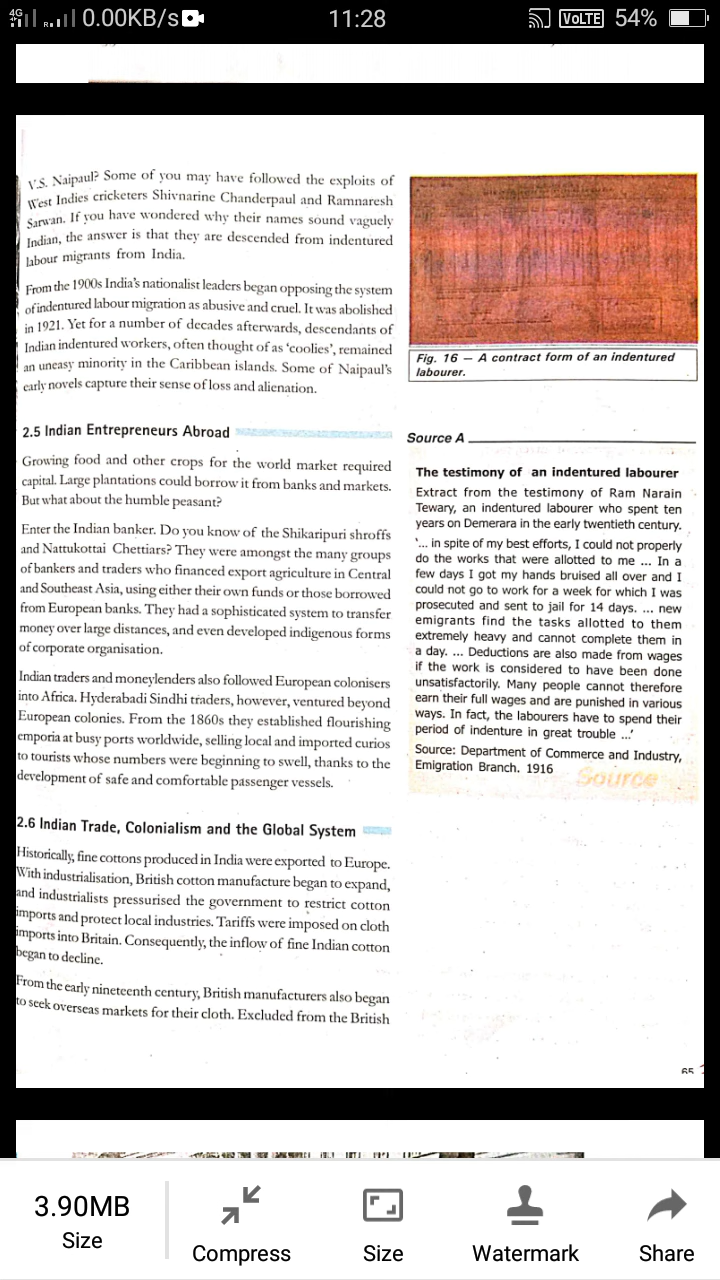 4G
R
0.00KB/s
11:28
VoLTE
54%
V.S. Naipaul? Some of you may have followed the exploits of
West Indies cricketers Shivnarine Chanderpaul and Ramnaresh
Sarwan. If you have wondered why their names sound vaguely
Indian, the answer is that they are descended from indentured
labour migrants from India.
From the 1900s India's nationalist leaders began opposing the system
of indentured labour migration as abusive and cruel. It was abolished
in 1921. Yet for a number of decades afterwards, descendants of
Indian indentured workers, often thought of as 'coolies', remained
an uneasy minority in the Caribbean islands. Some of Naipaul's
early novels capture their sense of loss and alienation.
2.5 Indian Entrepreneurs Abroad
Growing food and other crops for the world market required
capital. Large plantations could borrow it from banks and markets.
But what about the humble peasant?
Enter the Indian banker. Do you know of the Shikaripuri shroffs
and Nattukottai Chettiars? They were amongst the many groups
of bankers and traders who financed export agriculture in Central
and Southeast Asia, using either their own funds or those borrowed
from European banks. They had a sophisticated system to transfer
money over large distances, and even developed indigenous forms
of corporate organisation.
Indian traders and moneylenders also followed European colonisers
into Africa. Hyderabadi Sindhi traders, however, ventured beyond
European colonies. From the 1860s they established flourishing
emporia at busy ports worldwide, selling local and imported curios
to tourists whose numbers were beginning to swell, thanks to the
development of safe and comfortable passenger vessels.
2.6 Indian Trade, Colonialism and the Global System
Historically, fine cottons produced in India were exported to Europe.
With industrialisation, British cotton manufacture began to expand,
and industrialists pressurised the government to restrict cotton
imports and protect local industries. Tariffs were imposed on cloth
imports into Britain. Consequently, the inflow of fine Indian cotton
began to decline.
From the early nineteenth century, British manufacturers also began
to seek overseas markets for their cloth. Excluded from the British
Fig. 16 — A contract form of an indentured
labourer.
Source A
The testimony of an indentured labourer
Extract from the testimony of Ram Narain
Tewary, an indentured labourer who spent ten
years on Demerara in the early twentieth century.
'... in spite of my best efforts, I could not properly
do the works that were allotted to me ... In a
few days I got my hands bruised all over and I
could not go to work for a week for which I was
prosecuted and sent to jail for 14 days. ... new
emigrants find the tasks allotted to them
extremely heavy and cannot complete them in
a day. ... Deductions are also made from wages
if the work is considered to have been done
unsatisfactorily. Many people cannot therefore
earn their full wages and are punished in various
ways. In fact, the labourers have to spend their
period of indenture in great trouble ...'
Source: Department of Commerce and Industry,
Emigration Branch. 1916
Source
65
3.90MB
Size
Compress
Size
Watermark
Share